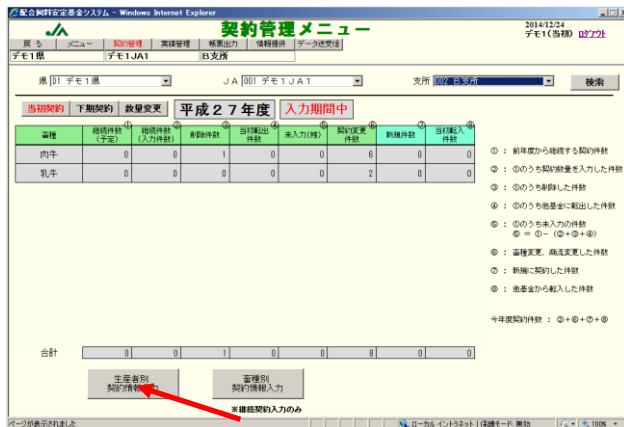 配合飼料安定基金システム - Windows Internet Explorer
契約管理メニュー
2014/12/24
デモ1(当初) ログアウト
戻る メニュー 契約管理 実績管理 帳票出力 情報提供 データ送受信
デモ1県 デモ1JA1 B支所
県 01 デモ1県 JA 001 デモ1JA1 支所 002 B支所 検索
当初契約 下期契約 数量変更 平成27年度 入力期間中
畜種 継続件数(予定)① 継続件数(入力件数)② 削除件数③ 当初転出件数④ 未入力(残)⑤ 契約変更件数⑥ 新規件数⑦ 当初転入件数⑧
肉牛 0 0 1 0 0 6 0 0
乳牛 0 0 0 0 0 2 0 0
①：前年度から継続する契約件数
②：①のうち契約数量を入力した件数
③：①のうち削除した件数
④：①のうち他基金に転出した件数
⑤：①のうち未入力の件数
⑤ = ①-(②+③+④)
⑥：畜種変更、商流変更した件数
⑦：新規に契約した件数
⑧：他基金から転入した件数
今年度契約件数：②+⑥+⑦+⑧
合計 0 0 1 0 0 8 0 0
生産者別
契約情報入力
畜種別
契約情報入力
※継続契約入力のみ
ページが表示されました
ローカル イントラネット | 保護モード: 無効
100%